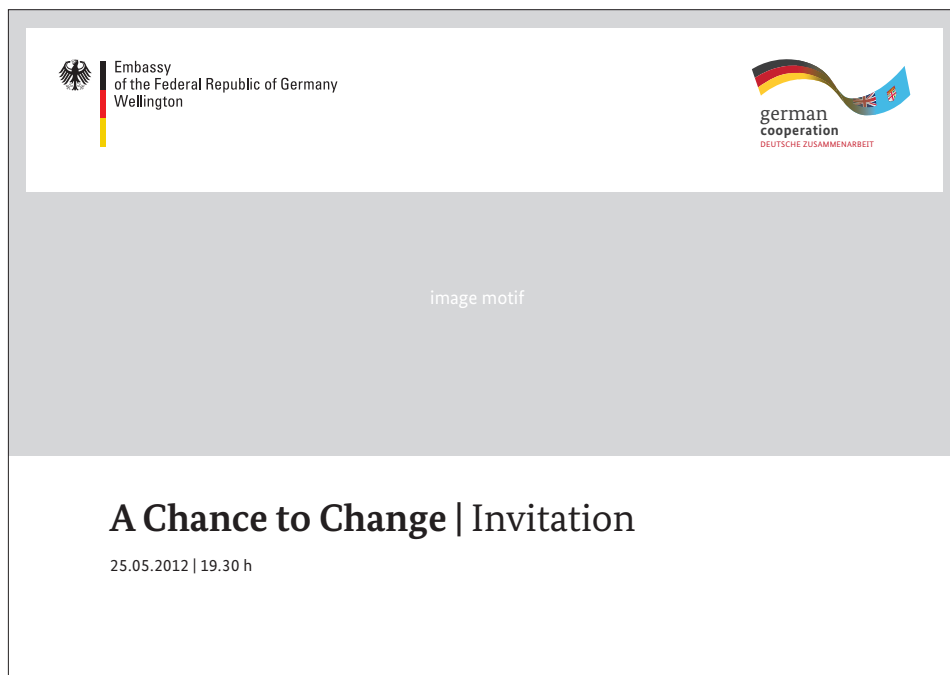 Embassy
of the Federal Republic of Germany
Wellington
german
cooperation
DEUTSCHE ZUSAMMENARBEIT
image motif
A Chance to Change | Invitation
25.05.2012 | 19.30 h